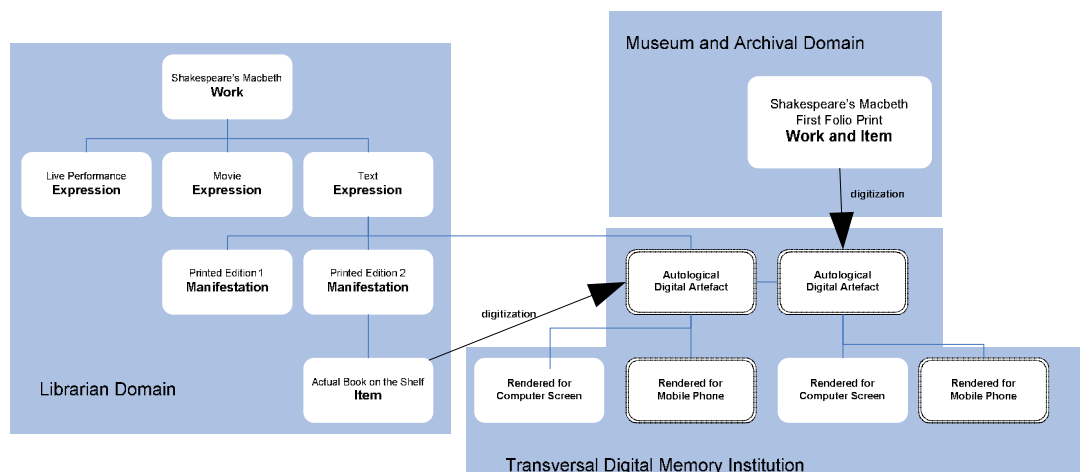 Museum and Archival Domain
Shakespeare's Macbeth
Work
Shakespeare's Macbeth
First Folio Print
Work and Item
Live Performance
Expression
Movie
Expression
Text
Expression
digitization
Printed Edition 1
Manifestation
Printed Edition 2
Manifestation
Autological
Digital Artefact
Autological
Digital Artefact
digitization
Librarian Domain
Actual Book on the Shelf
Item
Rendered for
Computer Screen
Rendered for
Mobile Phone
Rendered for
Computer Screen
Rendered for
Mobile Phone
Transversal Digital Memory Institution